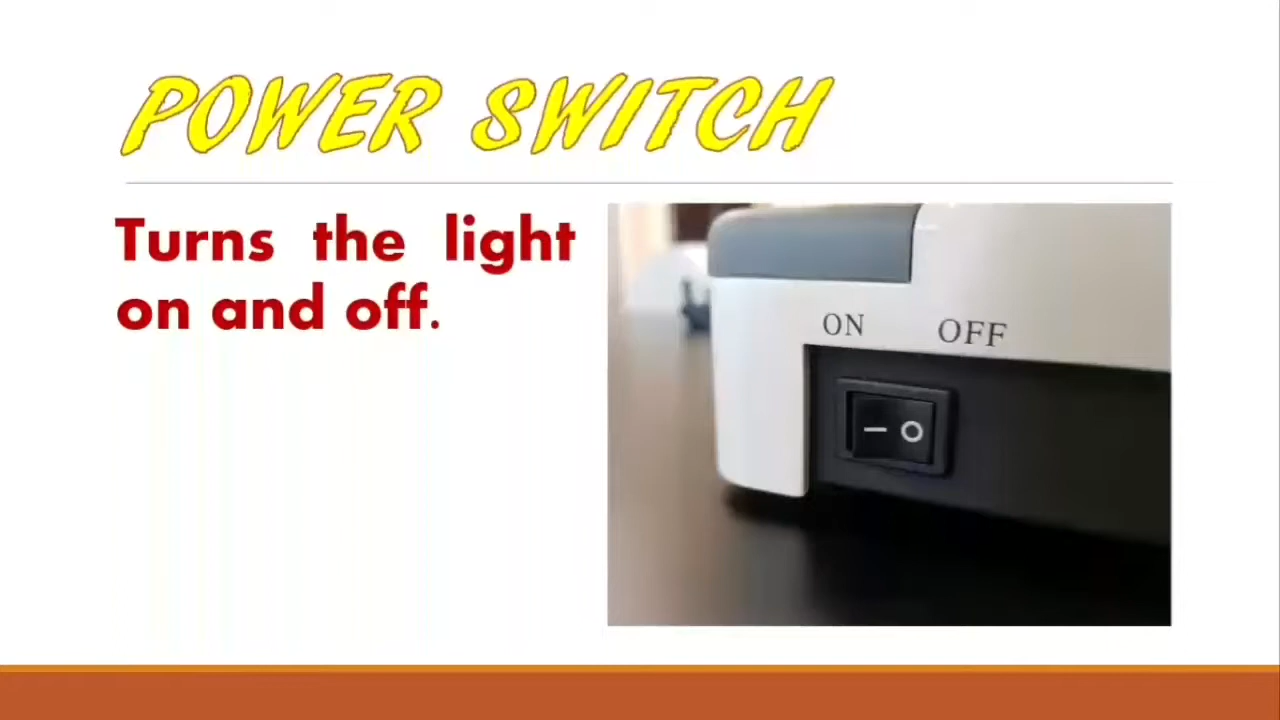 POWER SWITCH
Turns the light
on and off.
ON OFF